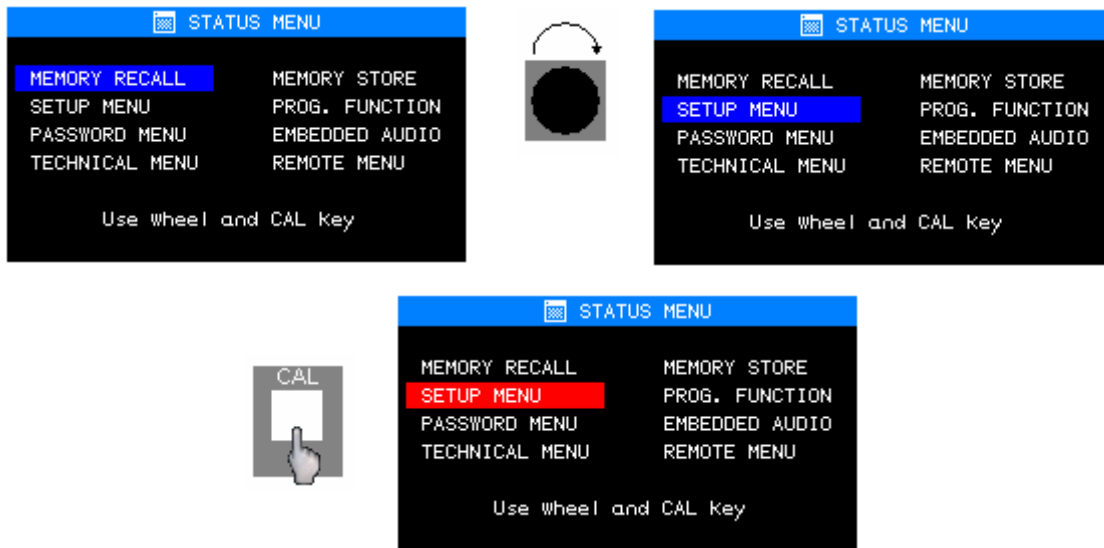 STATUS MENU
MEMORY RECALL MEMORY STORE
SETUP MENU PROG. FUNCTION
PASSWORD MENU EMBEDDED AUDIO
TECHNICAL MENU REMOTE MENU
Use Wheel and CAL Key
STATUS MENU
MEMORY RECALL MEMORY STORE
SETUP MENU PROG. FUNCTION
PASSWORD MENU EMBEDDED AUDIO
TECHNICAL MENU REMOTE MENU
Use Wheel and CAL Key
CAL
STATUS MENU
MEMORY RECALL MEMORY STORE
SETUP MENU PROG. FUNCTION
PASSWORD MENU EMBEDDED AUDIO
TECHNICAL MENU REMOTE MENU
Use Wheel and CAL Key